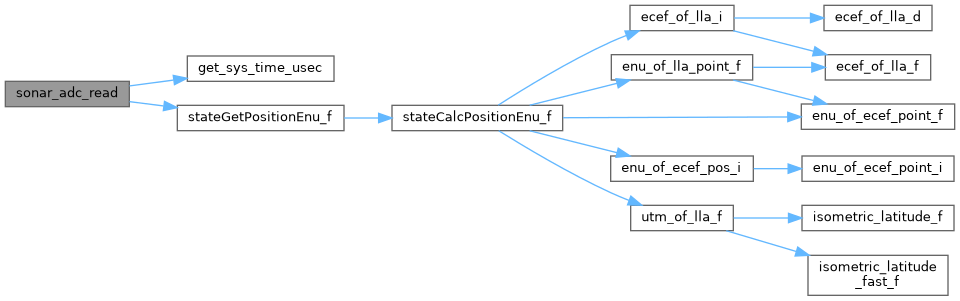 sonar_adc_read
get_sys_time_usec
stateGetPositionEnu_f
stateCalcPositionEnu_f
ecef_of_lla_i
enu_of_lla_point_f
enu_of_ecef_pos_i
utm_of_lla_f
ecef_of_lla_d
ecef_of_lla_f
enu_of_ecef_point_f
enu_of_ecef_point_i
isometric_latitude_f
isometric_latitude
_fast_f